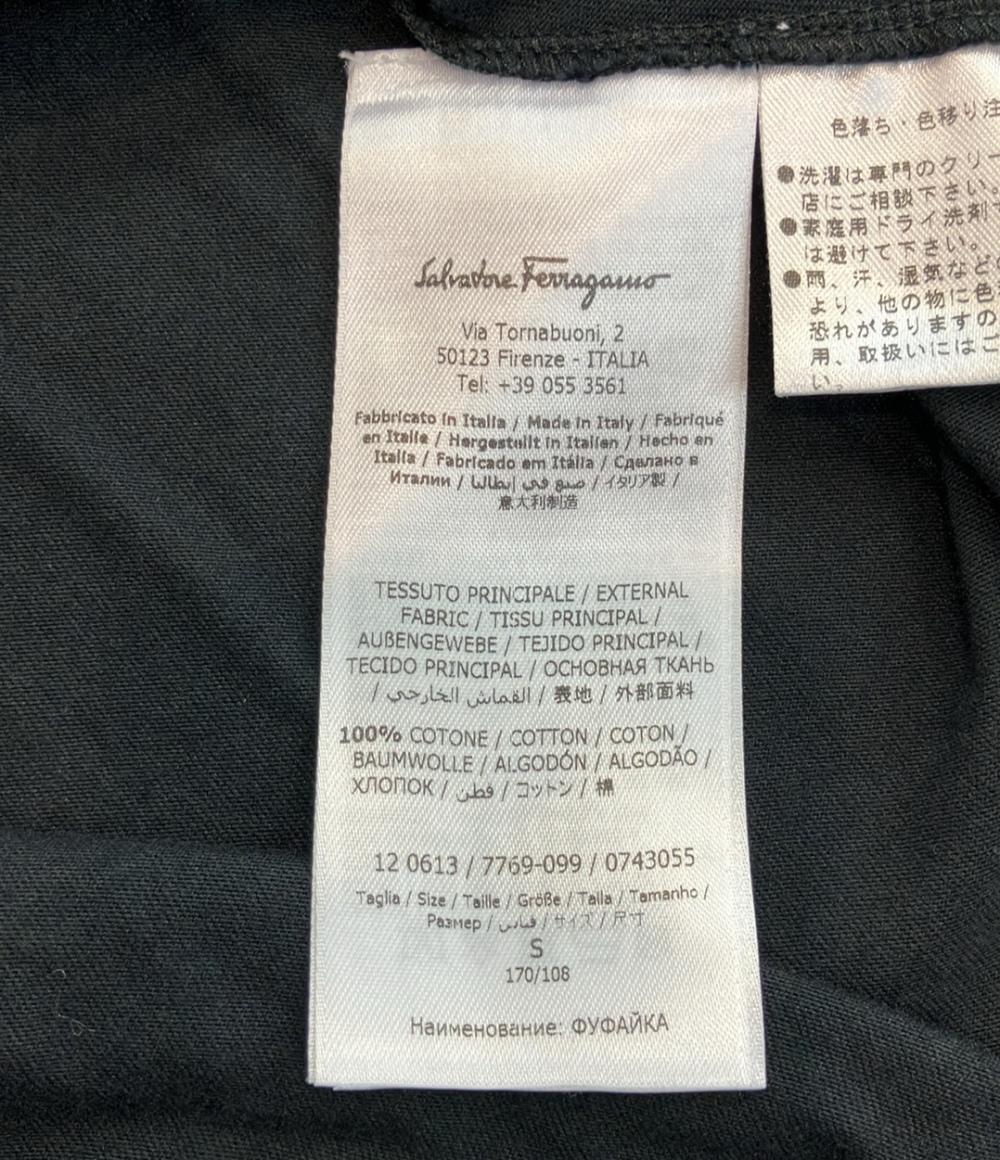 Salvatore Ferragamo
Via Tornabuoni, 2
50123 Firenze - ITALIA
Tel: +39 055 3561
Fabbricato in Italia / Made in Italy / Fabriqué
en Italie / Hergestellt in Italien / Hecho en
Italia / Fabricado em Itália / Сделано в
Италии / صنع في إيطاليا / イタリア製 /
意大利制造
TESSUTO PRINCIPALE / EXTERNAL
FABRIC / TISSU PRINCIPAL /
AUßENGEWEBE / TEJIDO PRINCIPAL /
TECIDO PRINCIPAL / ОСНОВНАЯ ТКАНЬ
/ القماش الخارجي / 表地 / 外部面料
100% COTONE / COTTON / COTON /
BAUMWOLLE / ALGODÓN / ALGODÃO /
ХЛОПОК / قطن / コットン / 棉
12 0613 / 7769-099 / 0743055
Taglia / Size / Taille / Größe / Talla / Tamanho /
Размер / قياس / サイズ / 尺寸
S
170/108
Наименование: ФУФАЙКА
色落ち・色移り注
●洗濯は専門のクリー
店にご相談下さい。
●家庭用ドライ洗剤
は避けて下さい。
●雨、汗、湿気など
より、他の物に色
恐れがありますの
用、取扱いにはご
い。